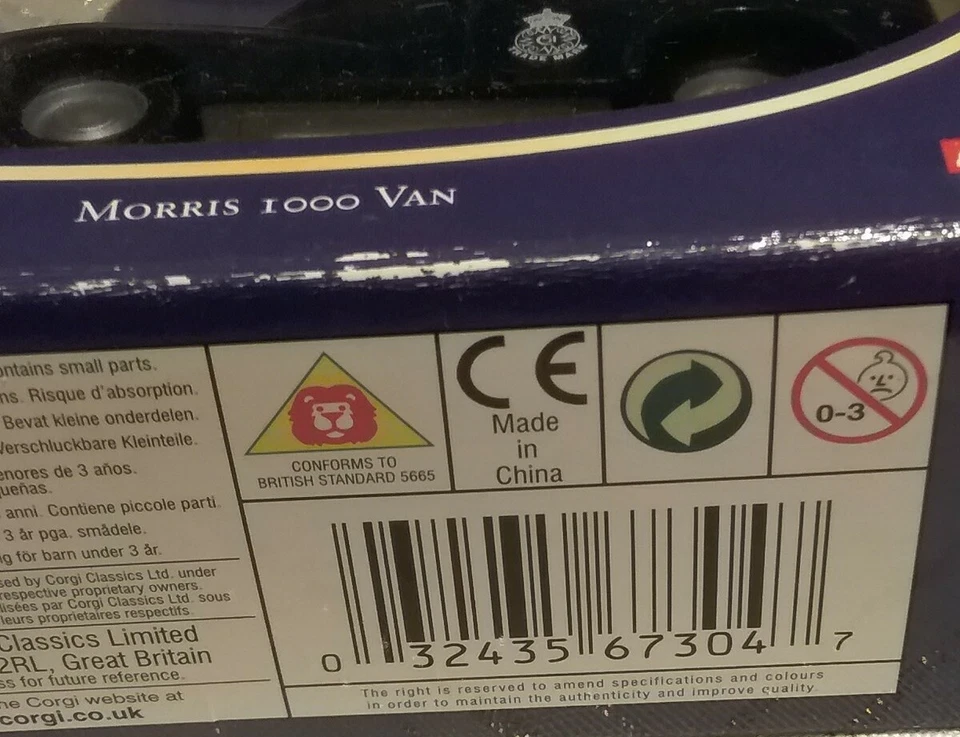 TRADE MARK
MORRIS 1000 VAN
ontains small parts.
ns. Risque d'absorption.
Bevat kleine onderdelen.
Verschluckbare Kleinteile.
enores de 3 años.
queñas.
anni. Contiene piccole parti.
3 år pga. smådele.
ig för barn under 3 år.
sed by Corgi Classics Ltd. under
respective proprietary owners.
lisées par Corgi Classics Ltd. sous
leurs proprietaires respectifs.
Classics Limited
2RL, Great Britain
ss for future reference.
he Corgi website at
corgi.co.uk
CONFORMS TO
BRITISH STANDARD 5665
CE
Made
in
China
0-3
0 32435 67304 7
The right is reserved to amend specifications and colours
in order to maintain the authenticity and improve quality.